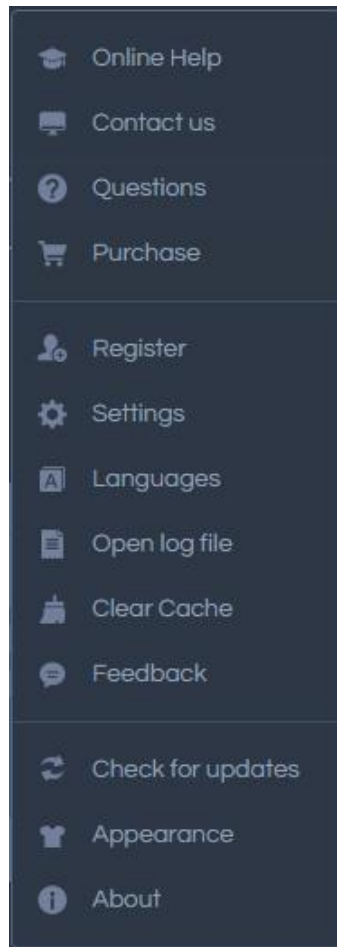 Online Help
Contact us
Questions
Purchase
Register
Settings
Languages
Open log file
Clear Cache
Feedback
Check for updates
Appearance
About